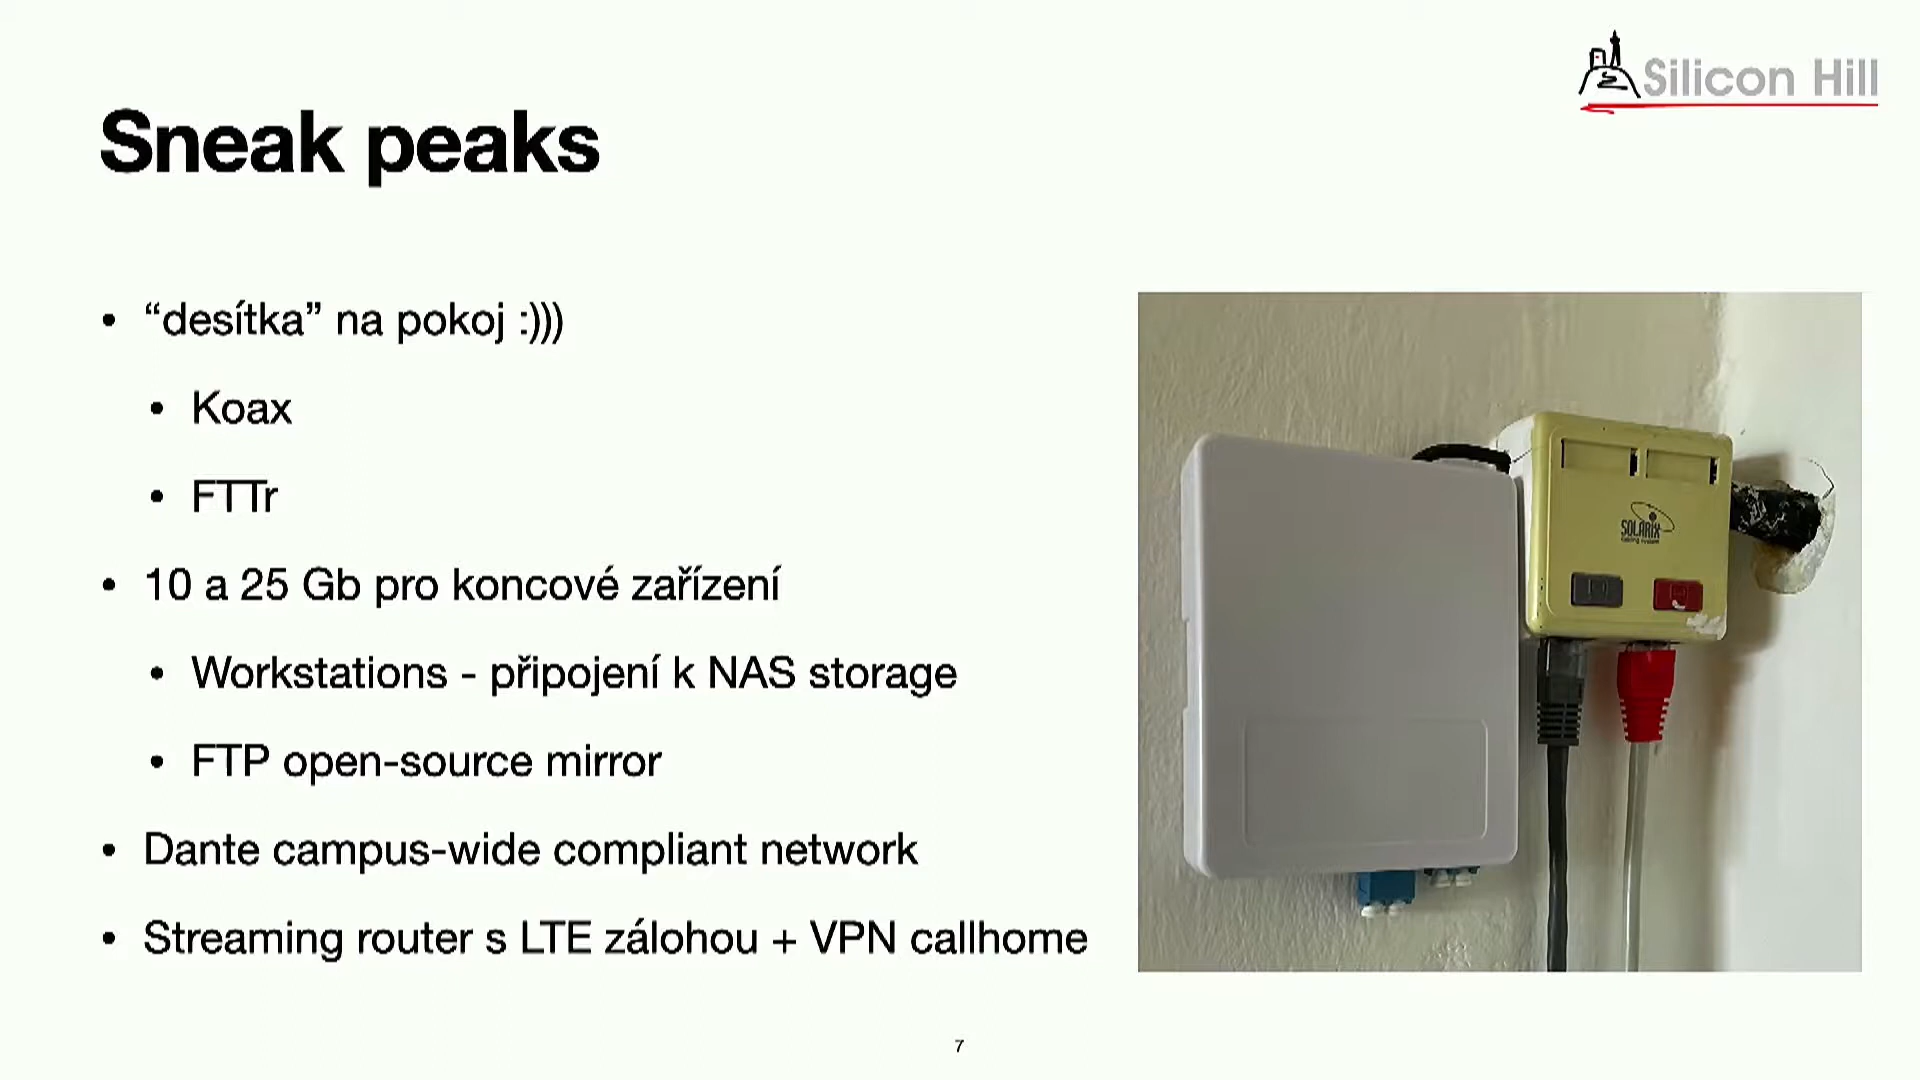 Silicon Hill
Sneak peaks
• “desítka” na pokoj :)))
• Koax
• FTTr
• 10 a 25 Gb pro koncové zařízení
• Workstations - připojení k NAS storage
• FTP open-source mirror
• Dante campus-wide compliant network
• Streaming router s LTE zálohou + VPN callhome
SOLARIX
7